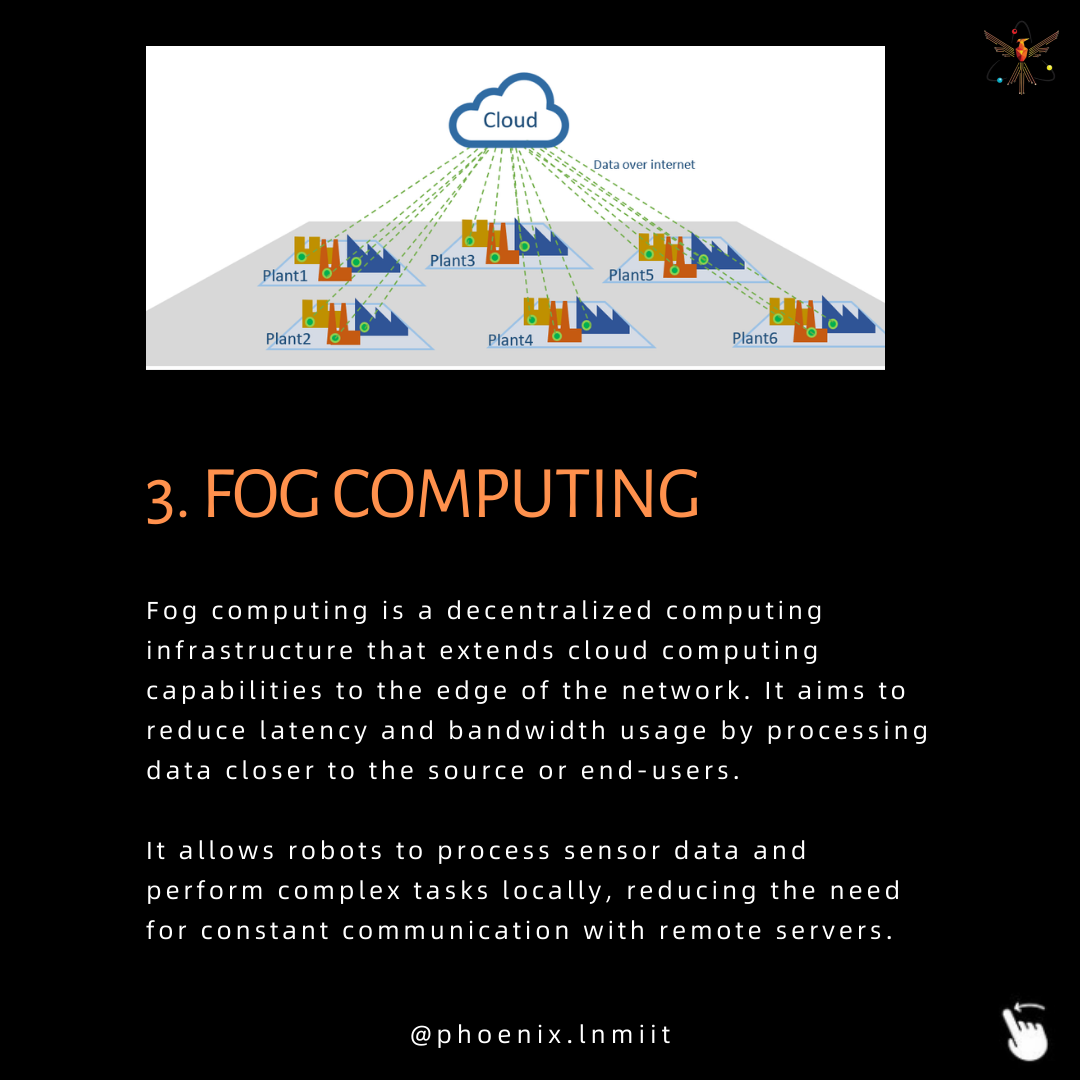 Cloud
Data over internet
Plant1
Plant3
Plant5
Plant2
Plant4
Plant6
3. FOG COMPUTING
Fog computing is a decentralized computing
infrastructure that extends cloud computing
capabilities to the edge of the network. It aims to
reduce latency and bandwidth usage by processing
data closer to the source or end-users.
It allows robots to process sensor data and
perform complex tasks locally, reducing the need
for constant communication with remote servers.
@phoenix.lnmiit